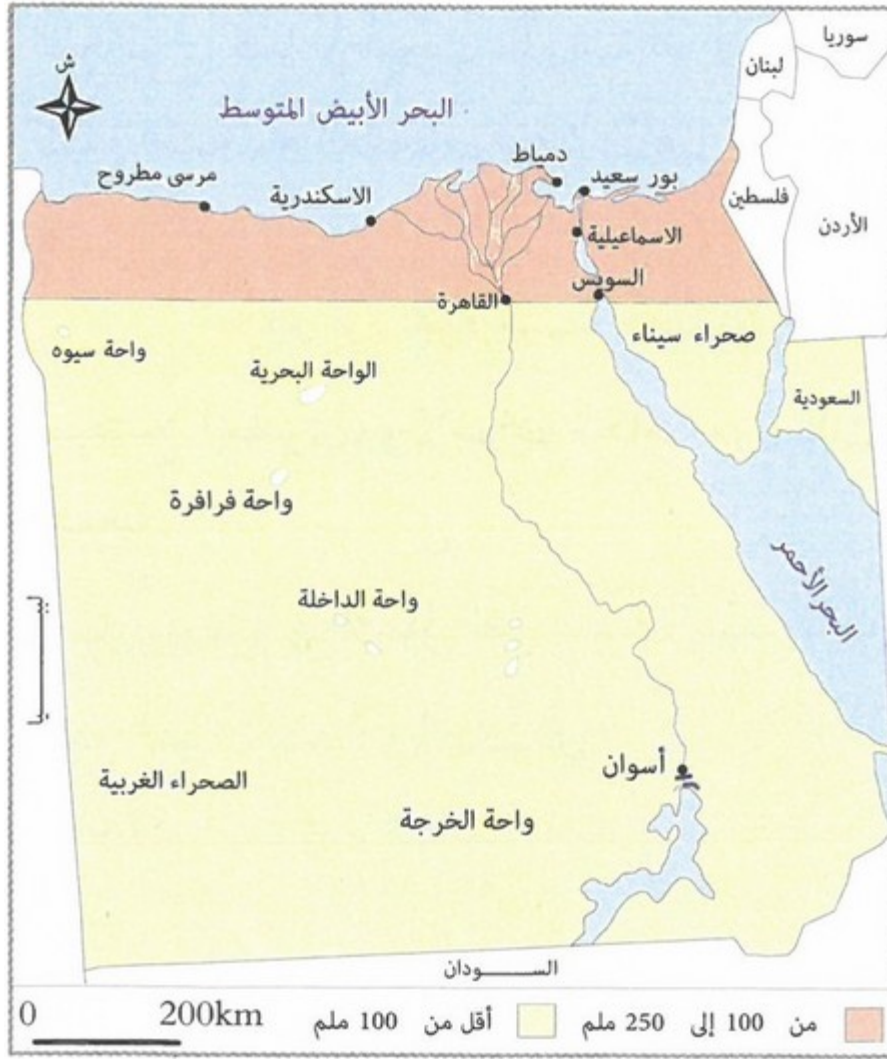 سوريا
لبنان
ش
البحر الأبيض المتوسط
دمياط
بور سعيد
مرسى مطروح
الاسكندرية
فلسطين
الأردن
الاسماعيلية
السويس
القاهرة
صحراء سيناء
واحة سيوه
الواحة البحرية
السعودية
واحة فرافرة
البحر الأحمر
واحة الداخلة
ليبيا
أسوان
الصحراء الغربية
واحة الخرجة
الســـــودان
من 100 إلى 250 ملم
أقل من 100 ملم
0 200km